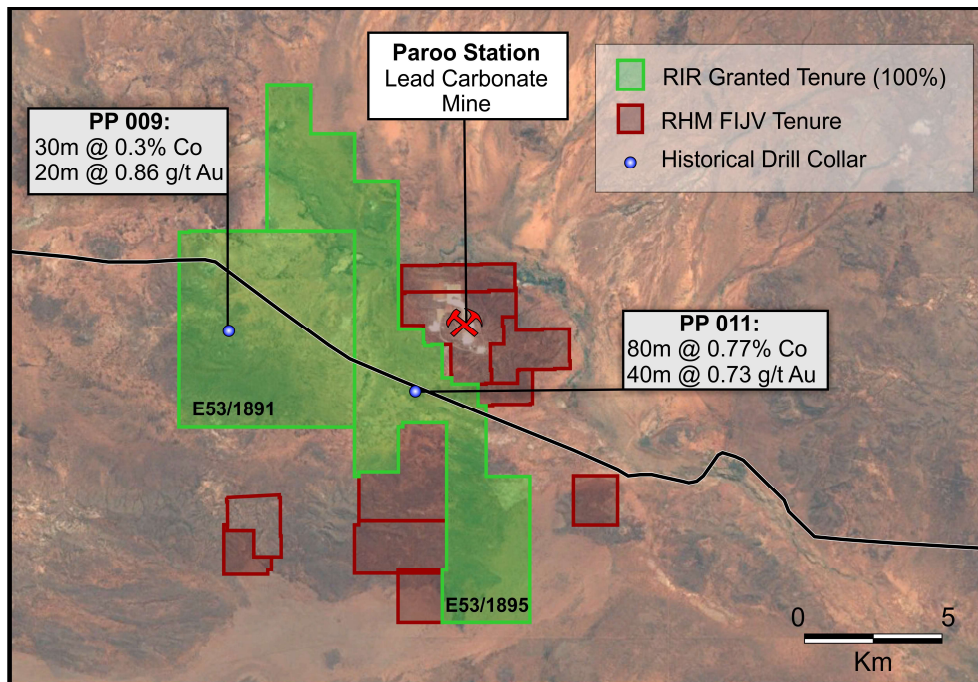 Paroo Station
Lead Carbonate
Mine
RIR Granted Tenure (100%)
RHM FIJV Tenure
Historical Drill Collar
PP 009:
30m @ 0.3% Co
20m @ 0.86 g/t Au
PP 011:
80m @ 0.77% Co
40m @ 0.73 g/t Au
E53/1891
E53/1895
0 5
Km